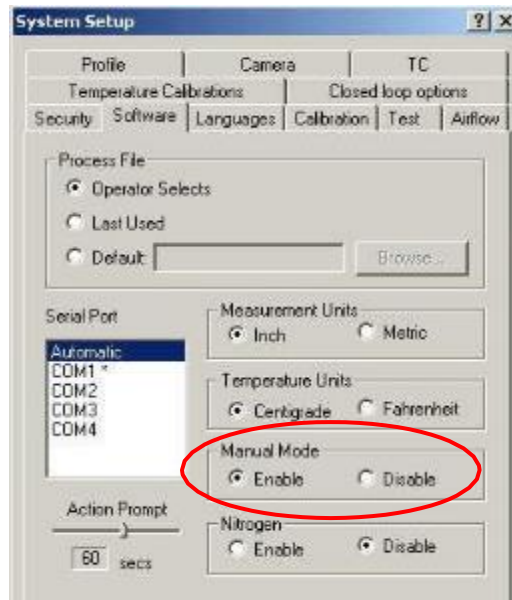 System Setup
Profile Camera TC
Temperature Calibrations Closed loop options
Security Software Languages Calibration Test Airflow
Process File
Operator Selects
Last Used
Default: Browse...
Serial Port
Automatic
COM1 *
COM2
COM3
COM4
Measurement Units
Inch Metric
Temperature Units
Centigrade Fahrenheit
Manual Mode
Enable Disable
Action Prompt
60 secs
Nitrogen
Enable Disable